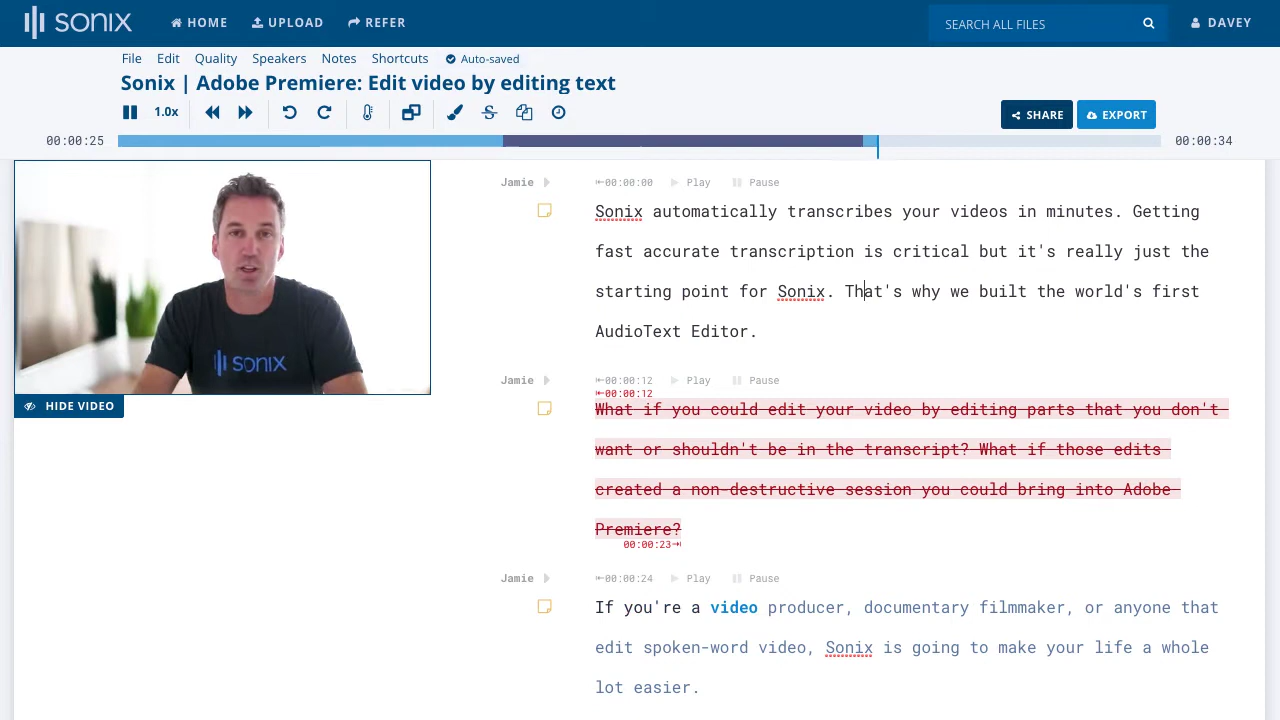 SONIX HOME UPLOAD REFER SEARCH ALL FILES DAVEY
File Edit Quality Speakers Notes Shortcuts Auto-saved
Sonix | Adobe Premiere: Edit video by editing text
1.0x SHARE EXPORT
00:00:25 00:00:34
sonix
HIDE VIDEO
Jamie 00:00:00 Play Pause
Sonix automatically transcribes your videos in minutes. Getting
fast accurate transcription is critical but it's really just the
starting point for Sonix. That's why we built the world's first
AudioText Editor.
Jamie 00:00:12 Play Pause
00:00:12
What if you could edit your video by editing parts that you don't
want or shouldn't be in the transcript? What if those edits
created a non-destructive session you could bring into Adobe
Premiere?
00:00:23
Jamie 00:00:24 Play Pause
If you're a video producer, documentary filmmaker, or anyone that
edit spoken-word video, Sonix is going to make your life a whole
lot easier.